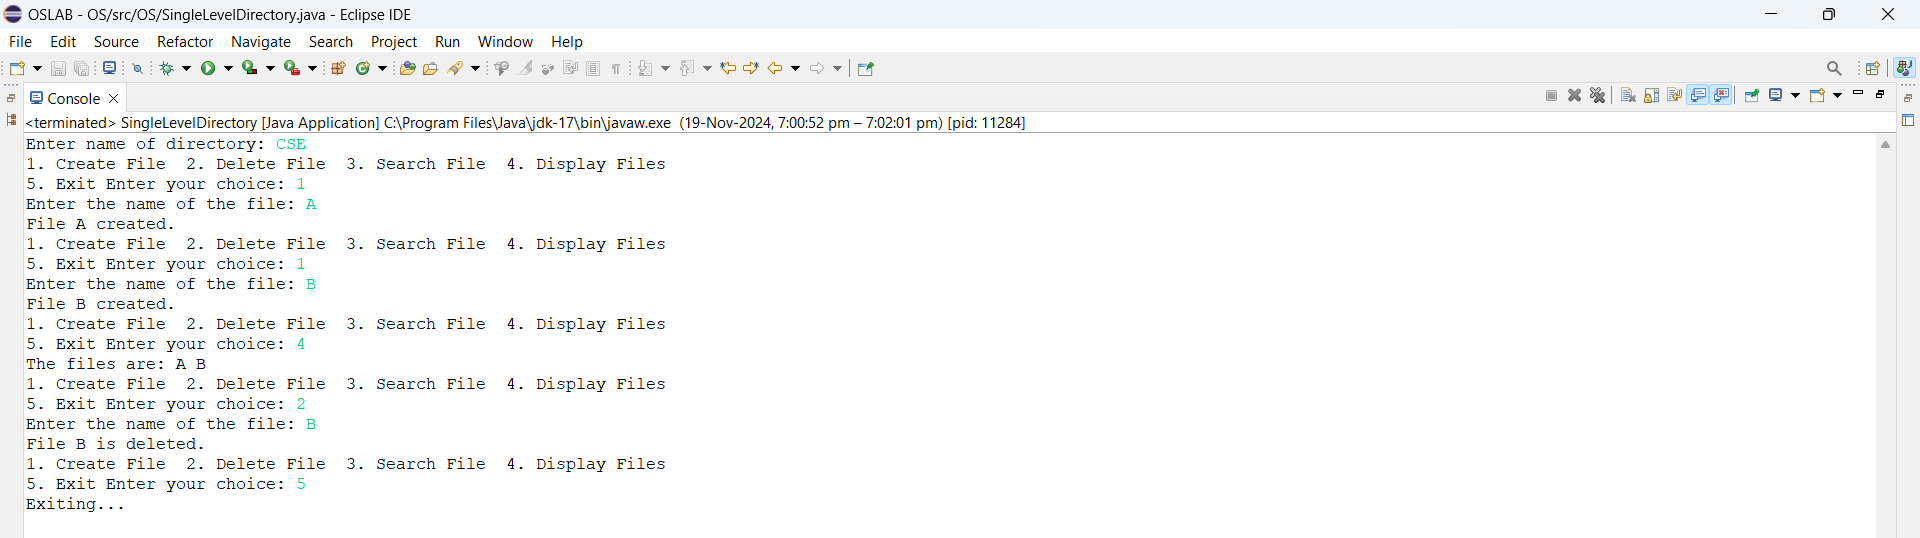 OSLAB - OS/src/OS/SingleLevelDirectory.java - Eclipse IDE
File Edit Source Refactor Navigate Search Project Run Window Help
Console
<terminated> SingleLevelDirectory [Java Application] C:\Program Files\Java\jdk-17\bin\javaw.exe (19-Nov-2024, 7:00:52 pm – 7:02:01 pm) [pid: 11284]
Enter name of directory: CSE
1. Create File  2. Delete File  3. Search File  4. Display Files
5. Exit Enter your choice: 1
Enter the name of the file: A
File A created.
1. Create File  2. Delete File  3. Search File  4. Display Files
5. Exit Enter your choice: 1
Enter the name of the file: B
File B created.
1. Create File  2. Delete File  3. Search File  4. Display Files
5. Exit Enter your choice: 4
The files are: A B
1. Create File  2. Delete File  3. Search File  4. Display Files
5. Exit Enter your choice: 2
Enter the name of the file: B
File B is deleted.
1. Create File  2. Delete File  3. Search File  4. Display Files
5. Exit Enter your choice: 5
Exiting...